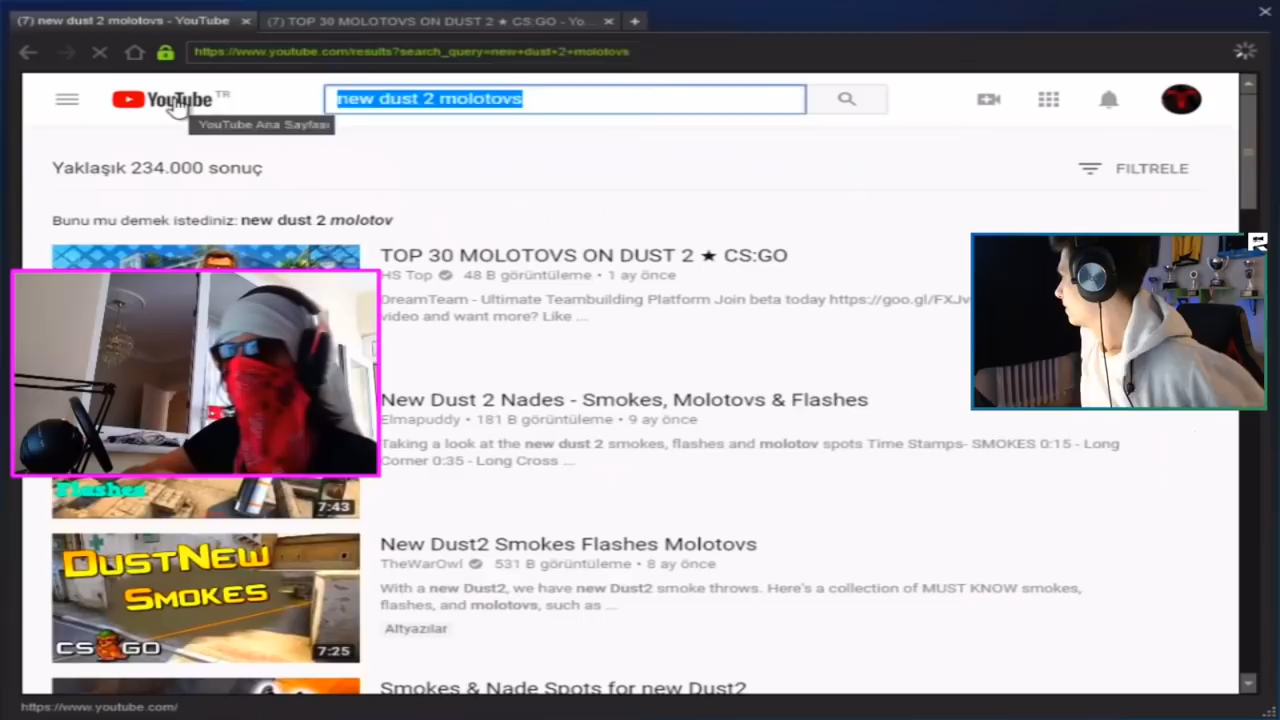 (7) new dust 2 molotovs - YouTube ×
(7) TOP 30 MOLOTOVS ON DUST 2 ★ CS:GO - Yo... ×
https://www.youtube.com/results?search_query=new+dust+2+molotovs
YouTube TR
new dust 2 molotovs
YouTube Ana Sayfası
Yaklaşık 234.000 sonuç
FILTRELE
Bunu mu demek istediniz: new dust 2 molotov
TOP 30 MOLOTOVS ON DUST 2 ★ CS:GO
HS Top 48 B görüntüleme • 1 ay önce
DreamTeam - Ultimate Teambuilding Platform Join beta today https://goo.gl/FXJv
video and want more? Like ...
New Dust 2 Nades - Smokes, Molotovs & Flashes
Elmapuddy • 181 B görüntüleme • 9 ay önce
Taking a look at the new dust 2 smokes, flashes and molotov spots Time Stamps- SMOKES 0:15 - Long
Corner 0:35 - Long Cross ...
Flashes
7:43
New Dust2 Smokes Flashes Molotovs
TheWarOwl 531 B görüntüleme • 8 ay önce
With a new Dust2, we have new Dust2 smoke throws. Here's a collection of MUST KNOW smokes,
flashes, and molotovs, such as ...
Altyazılar
DUST NEW
SMOKES
CS GO
7:25
Smokes & Nade Spots for new Dust2
https://www.youtube.com/